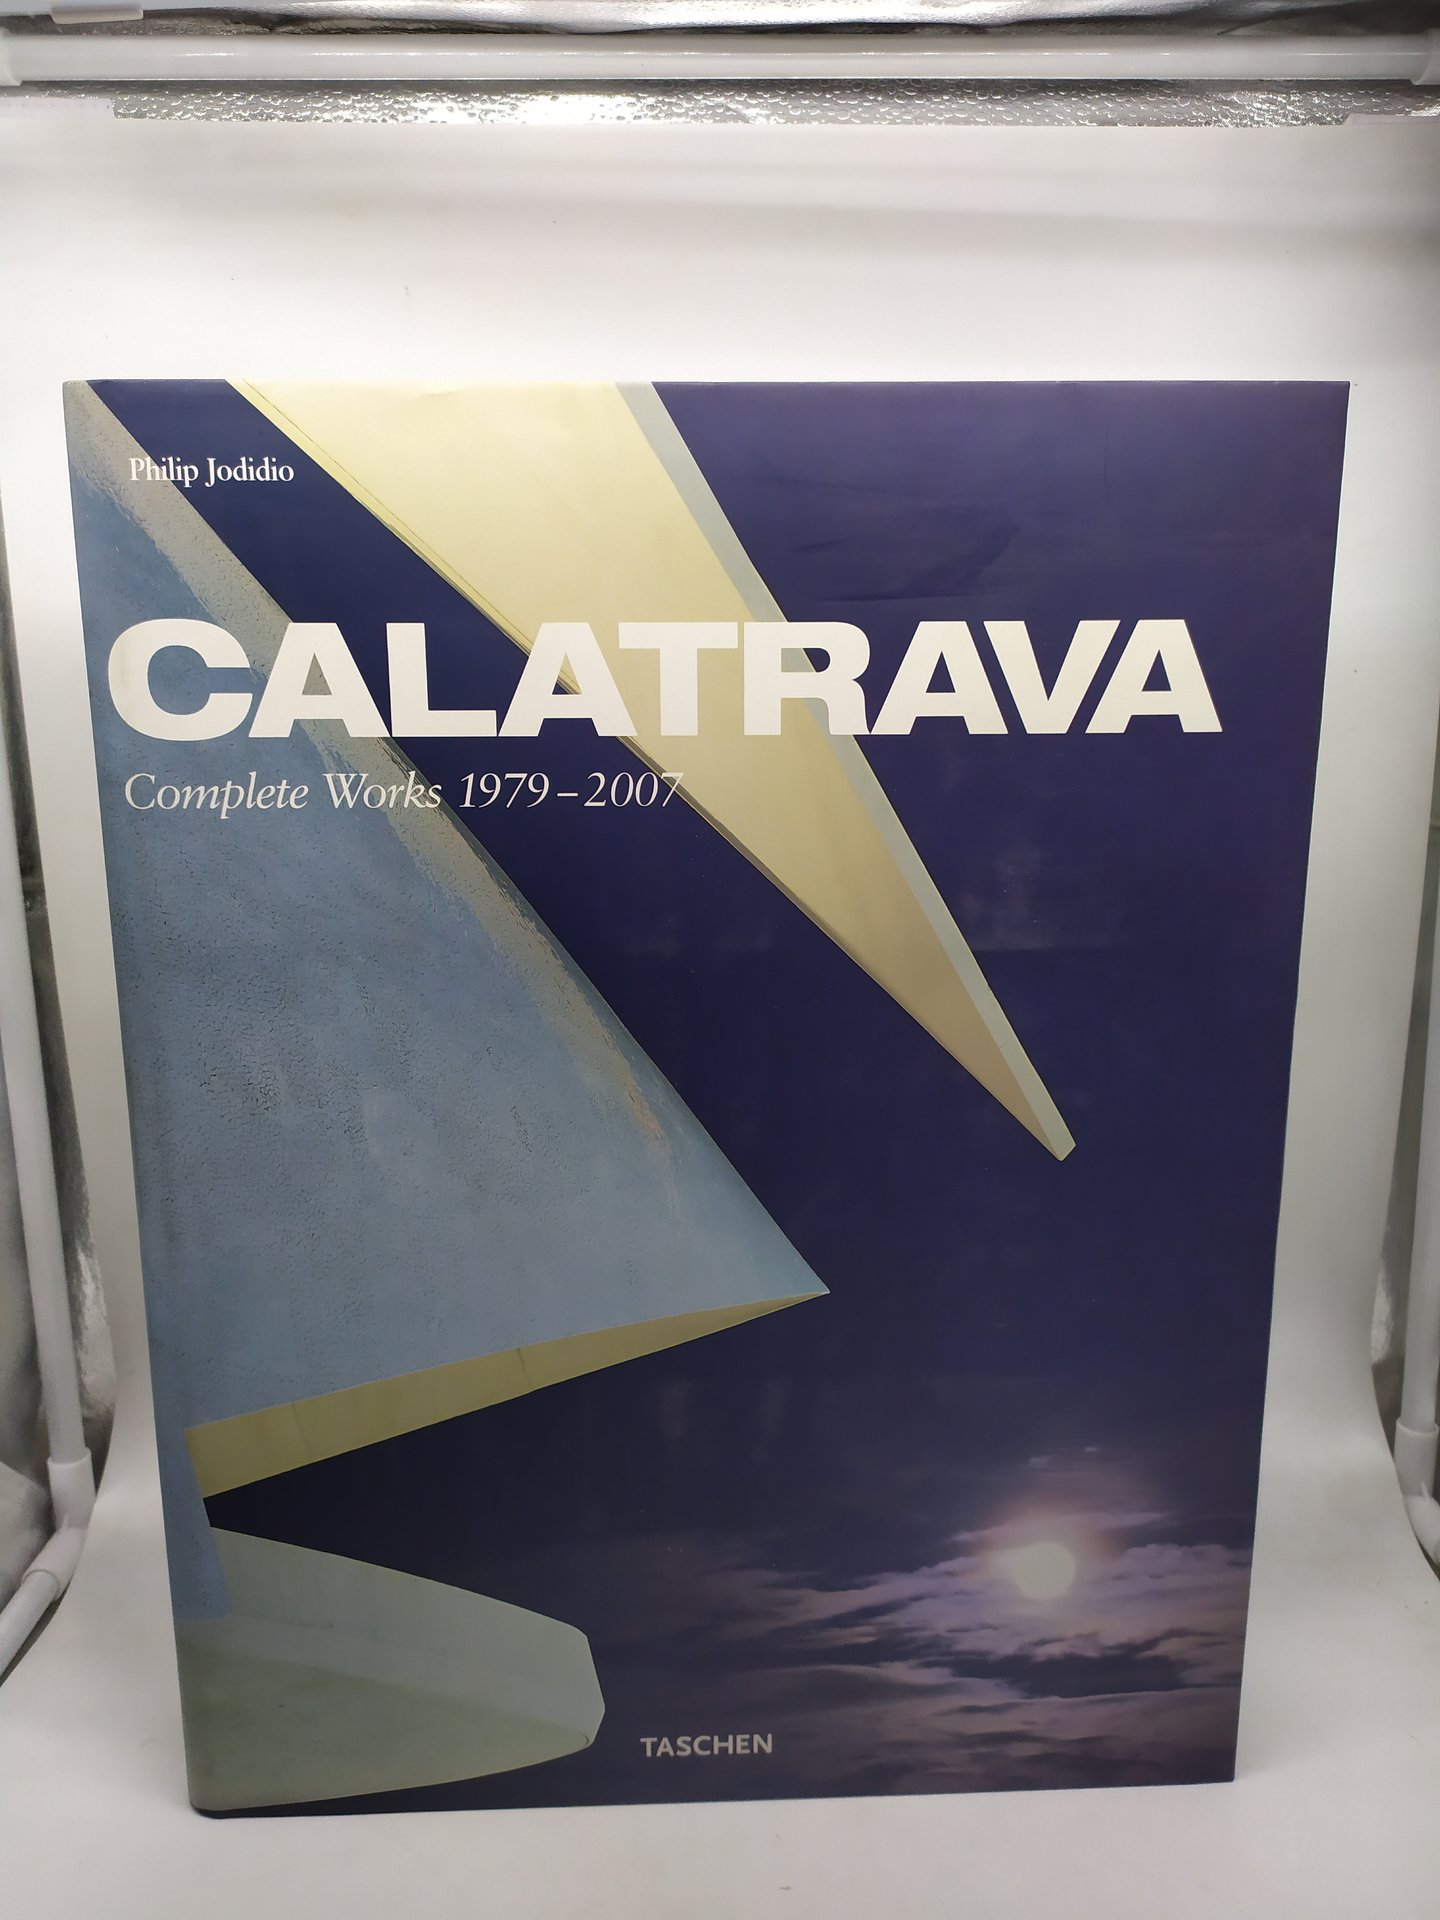 Philip Jodidio
CALATRAVA
Complete Works 1979–2007
TASCHEN